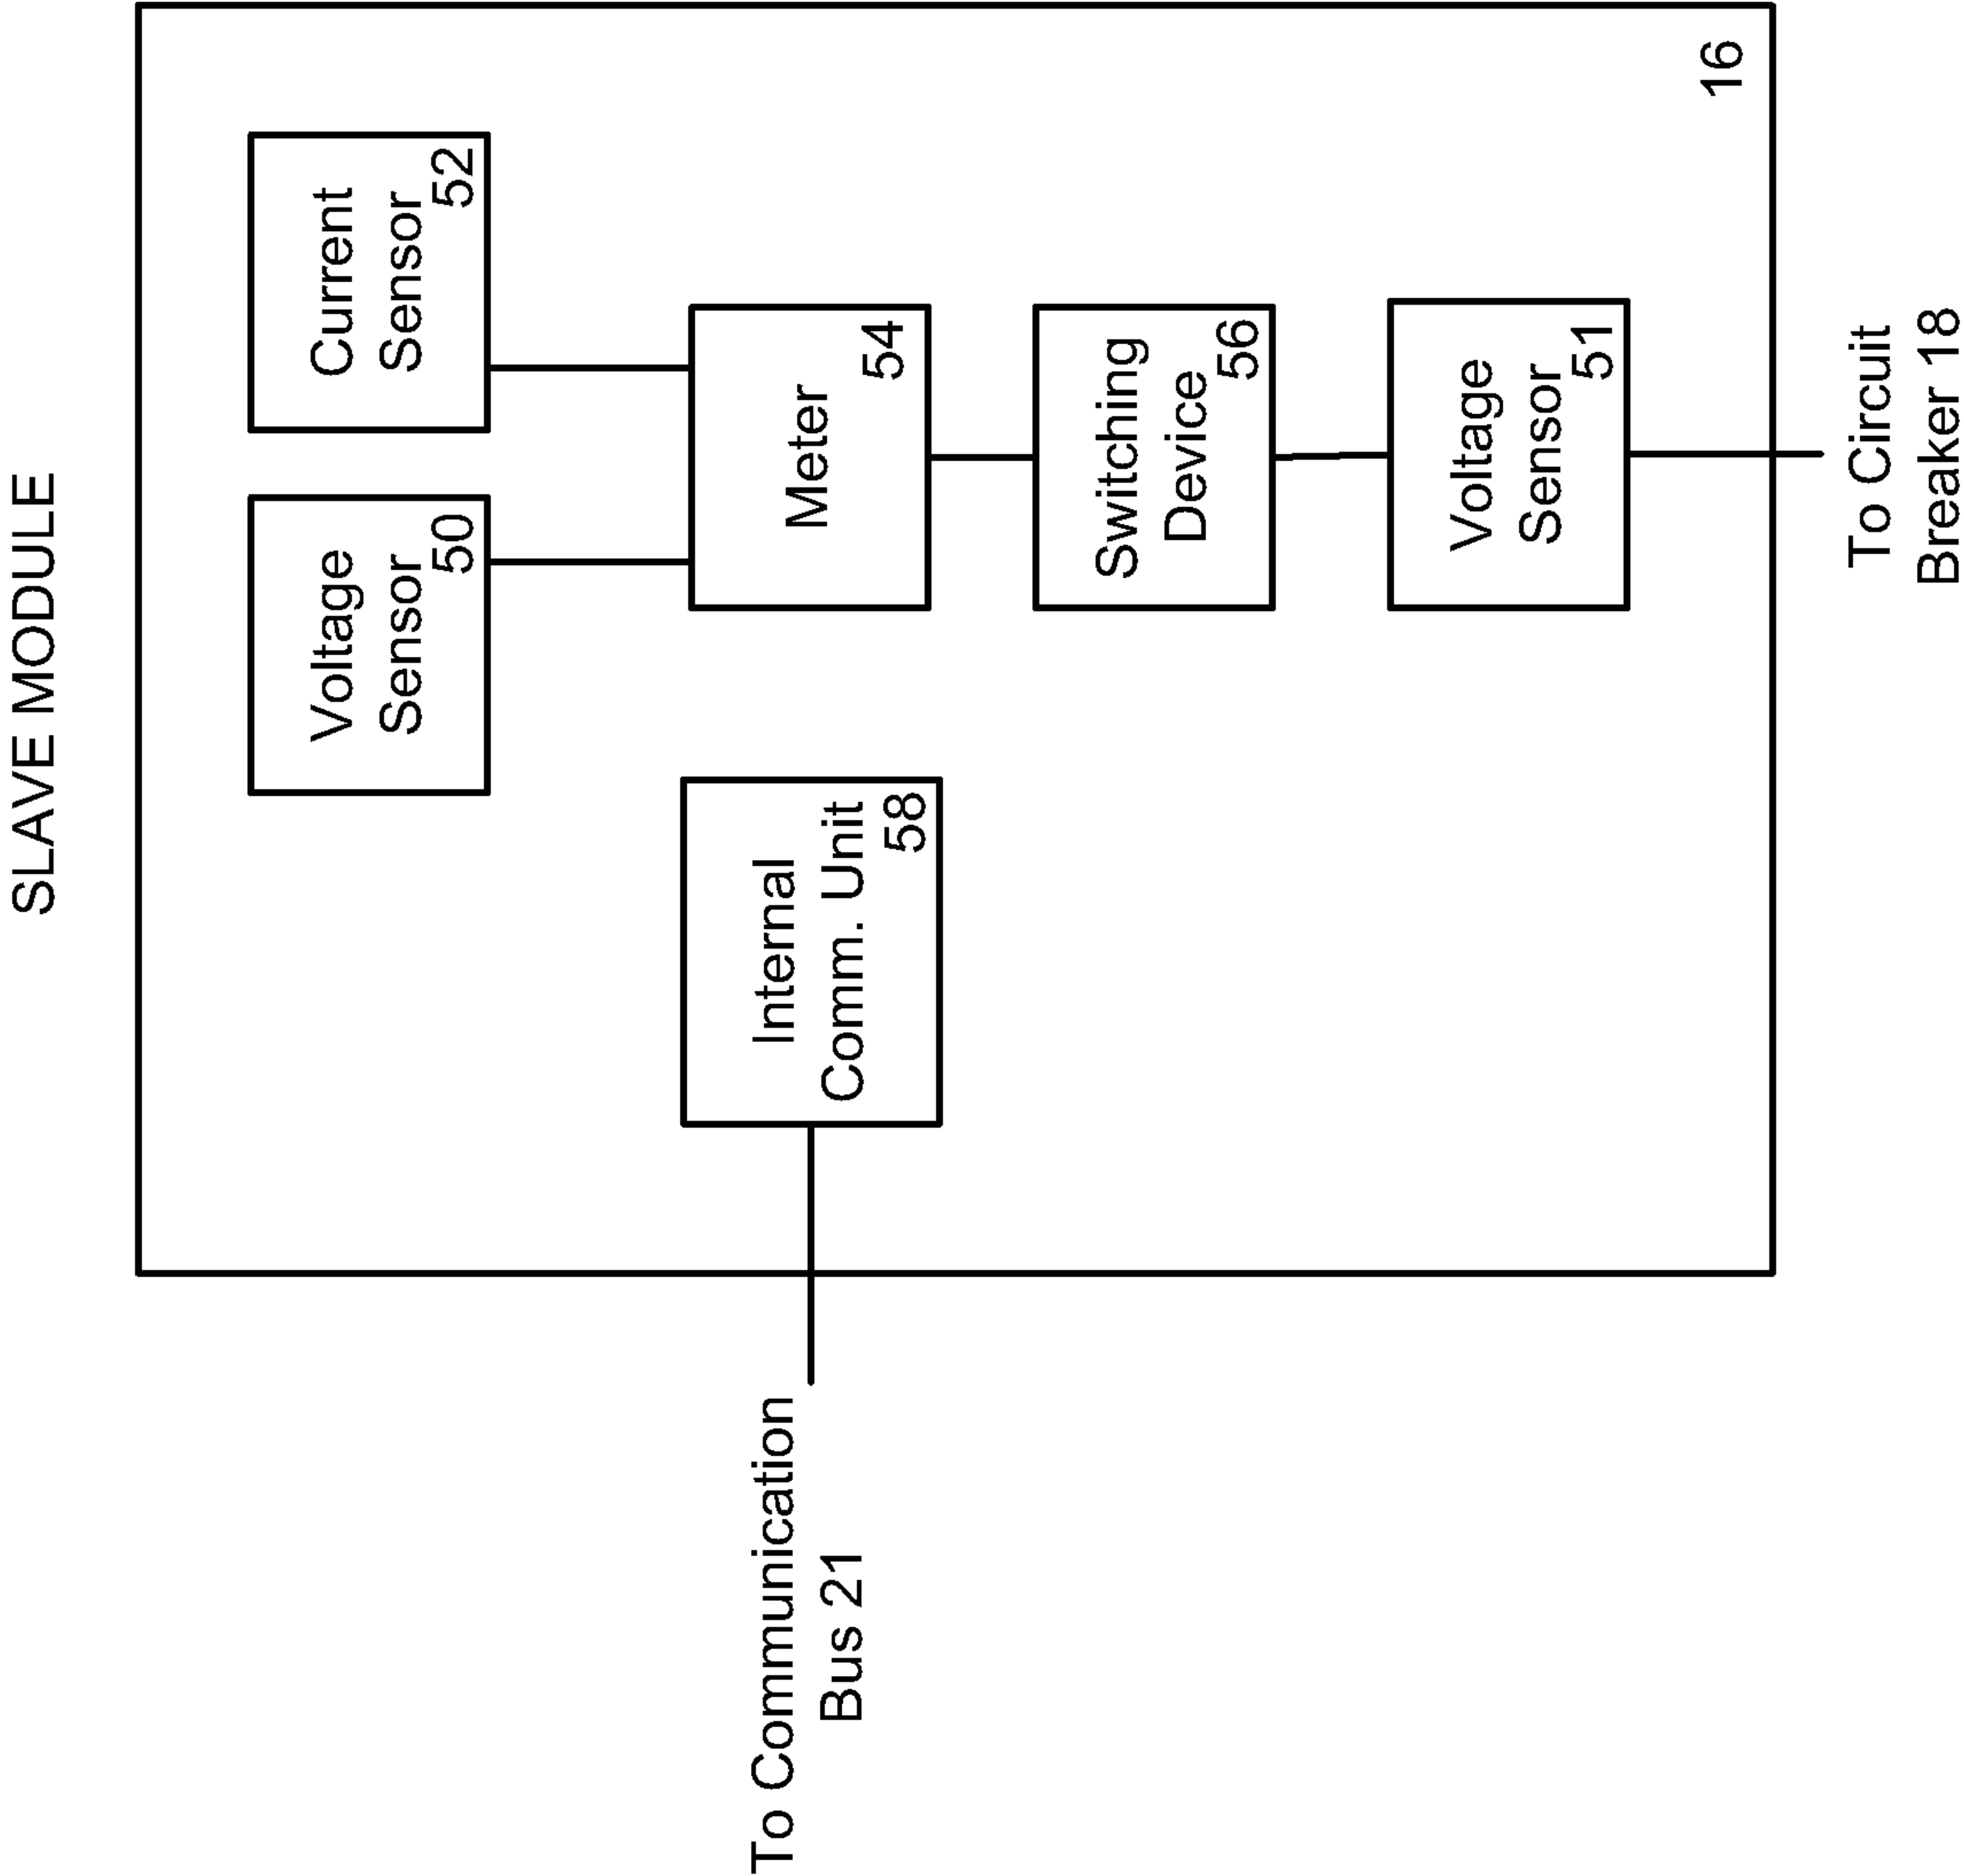 SLAVE MODULE
Voltage
Sensor
50
Current
Sensor
52
Internal
Comm. Unit
58
Meter
54
Switching
Device
56
Voltage
Sensor
51
16
To Communication
Bus 21
To Circuit
Breaker 18